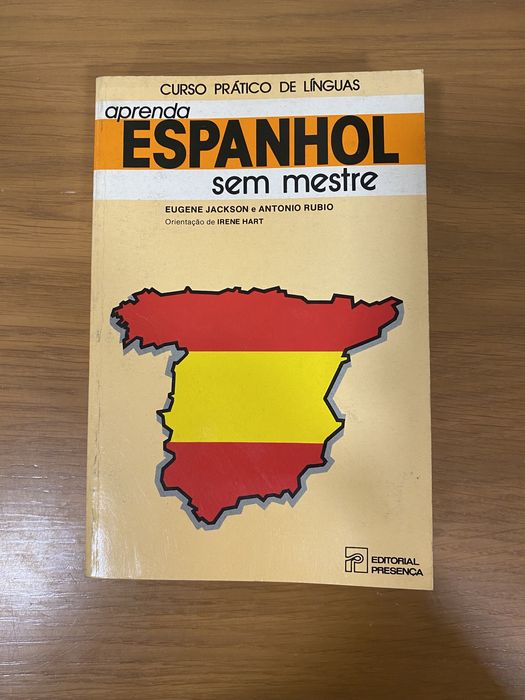 CURSO PRÁTICO DE LÍNGUAS
aprenda
ESPANHOL
sem mestre
EUGENE JACKSON e ANTONIO RUBIO
Orientação de IRENE HART
EDITORIAL
PRESENÇA